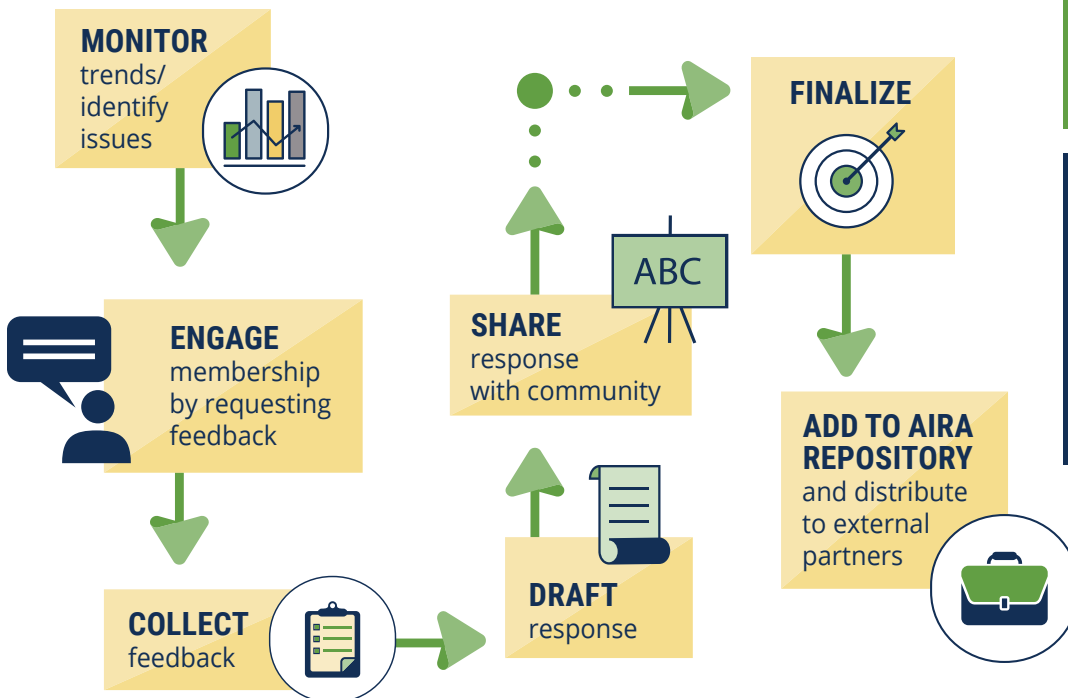 MONITOR
trends/
identify
issues
ENGAGE
membership
by requesting
feedback
COLLECT
feedback
DRAFT
response
SHARE
response
with community
ABC
FINALIZE
ADD TO AIRA
REPOSITORY
and distribute
to external
partners